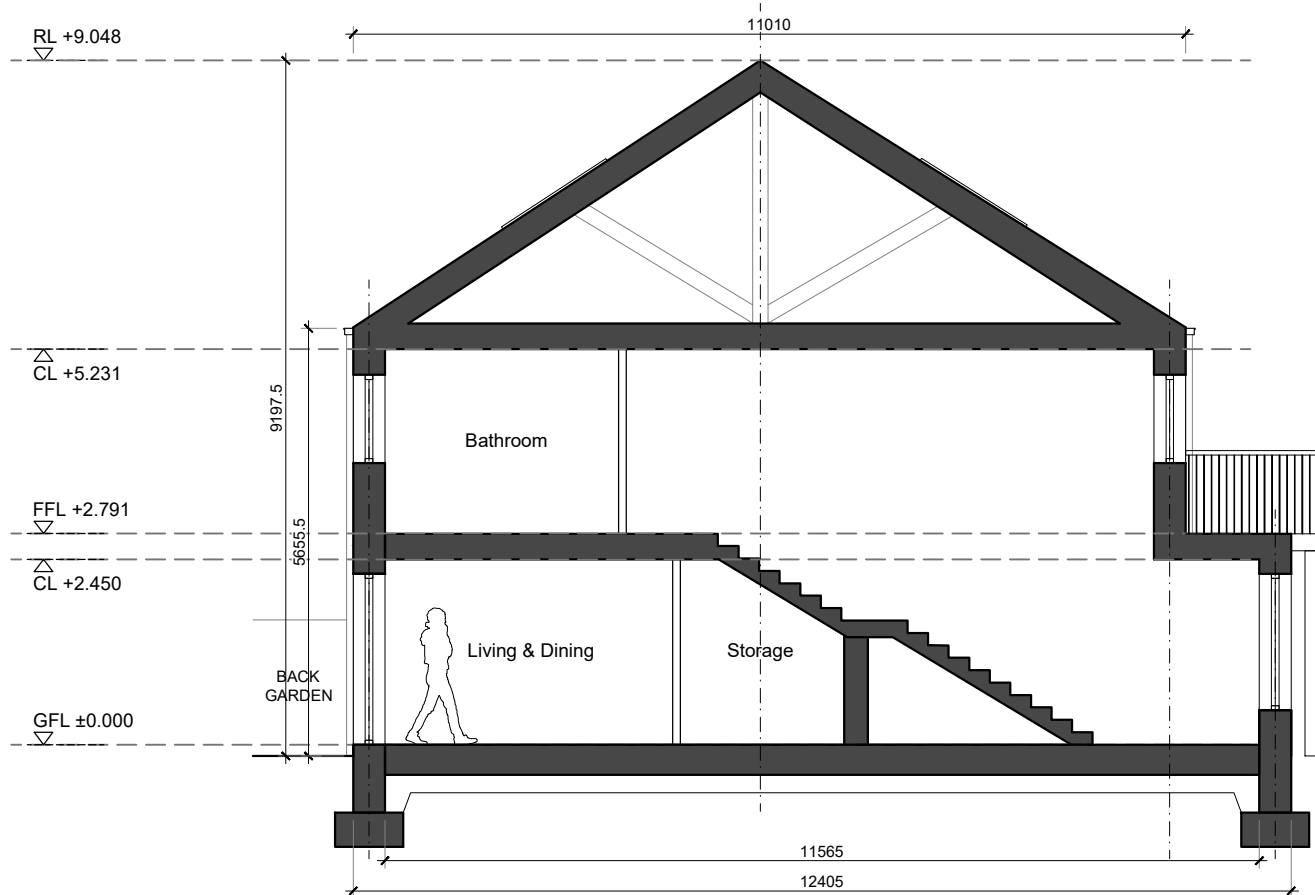 11010
RL +9.048
CL +5.231
9197.5
Bathroom
FFL +2.791
5655.5
CL +2.450
Living & Dining
Storage
BACK
GARDEN
GFL ±0.000
11565
12405